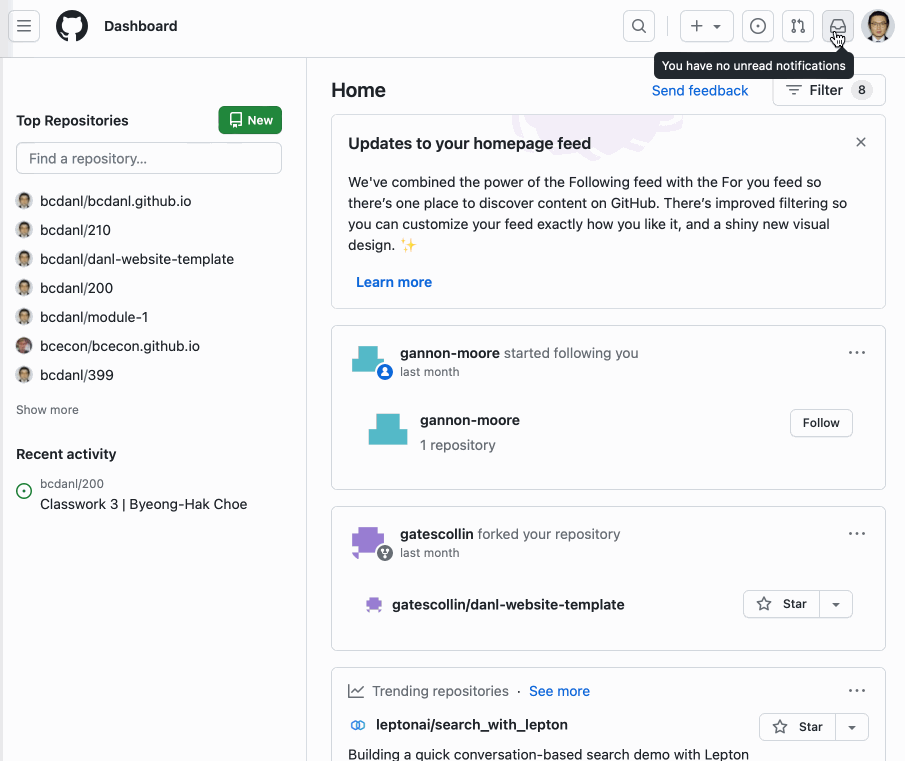 Dashboard
You have no unread notifications
Top Repositories
New
Find a repository...
bcdanl/bcdanl.github.io
bcdanl/210
bcdanl/danl-website-template
bcdanl/200
bcdanl/module-1
bcecon/bcecon.github.io
bcdanl/399
Show more
Recent activity
bcdanl/200
Classwork 3 | Byeong-Hak Choe
Home
Send feedback
Filter 8
Updates to your homepage feed
We've combined the power of the Following feed with the For you feed so
there's one place to discover content on GitHub. There's improved filtering so
you can customize your feed exactly how you like it, and a shiny new visual
design. ✨
Learn more
gannon-moore started following you
last month
gannon-moore
1 repository
Follow
gatescollin forked your repository
last month
gatescollin/danl-website-template
Star
Trending repositories · See more
leptonai/search_with_lepton
Star
Building a quick conversation-based search demo with Lepton